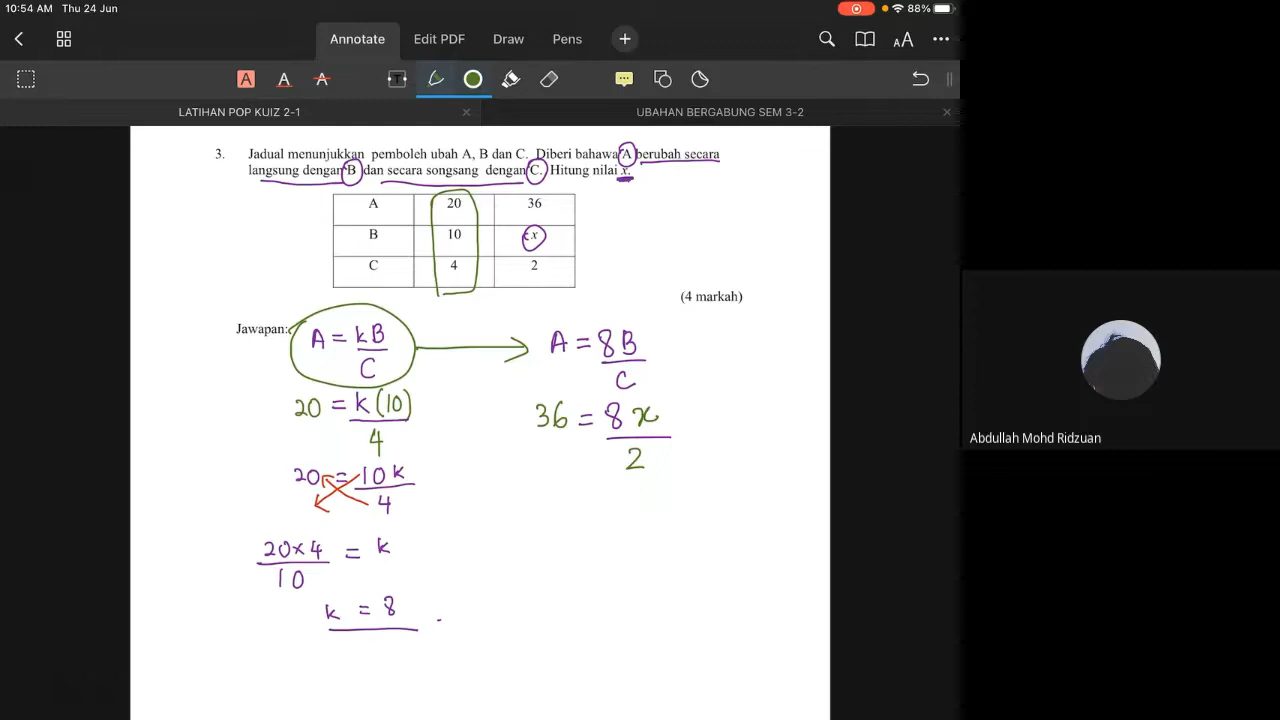 10:54 AM Thu 24 Jun
88%
Annotate Edit PDF Draw Pens
AA
A A A T
LATIHAN POP KUIZ 2-1 UBAHAN BERGABUNG SEM 3-2
3. Jadual menunjukkan pemboleh ubah A, B dan C. Diberi bahawa A berubah secara
langsung dengan B dan secara songsang dengan C. Hitung nilai x.
A 20 36
B 10 x
C 4 2
(4 markah)
Jawapan:
A = kB/C
20 = k(10)/4
20 = 10k/4
20×4/10 = k
k = 8
A = 8B/C
36 = 8x/2
Abdullah Mohd Ridzuan